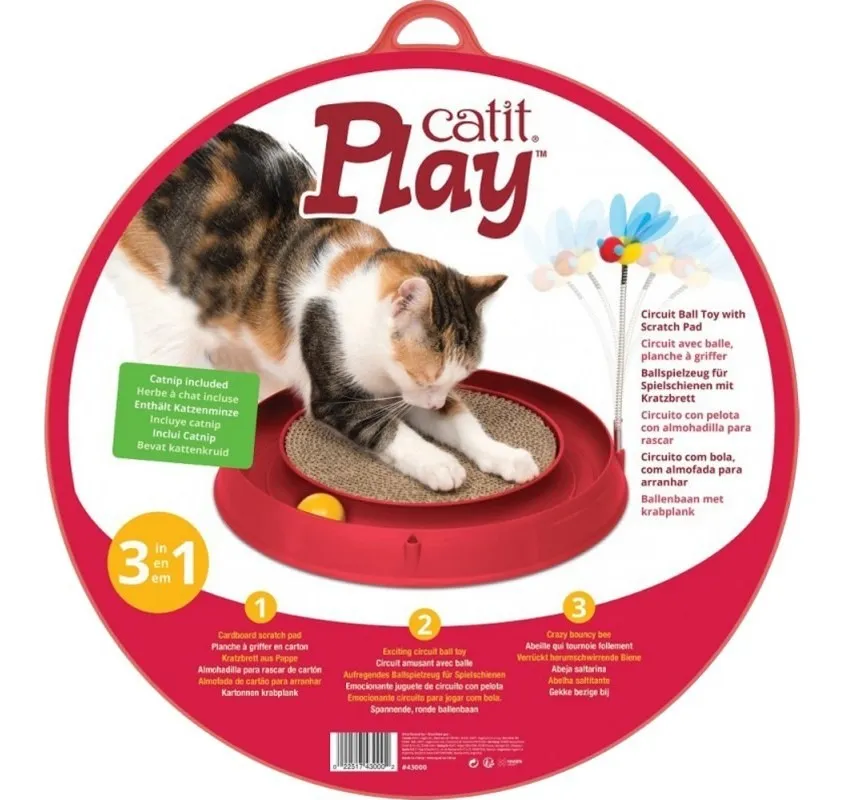 catit®
Play™
Circuit Ball Toy with
Scratch Pad
Circuit avec balle,
planche à griffer
Ballspielzeug für
Spielschienen mit
Kratzbrett
Circuito con pelota
con almohadilla para
rascar
Circuito com bola,
com almofada para
arranhar
Ballenbaan met
krabplank
Catnip included
Herbe à chat incluse
Enthält Katzenminze
Incluye catnip
Inclui Catnip
Bevat kattenkruid
3 in en em 1
1
Cardboard scratch pad
Planche à griffer en carton
Kratzbrett aus Pappe
Almohadilla para rascar de cartón
Almofada de cartão para arranhar
Kartonnen krabplank
2
Exciting circuit ball toy
Circuit amusant avec balle
Aufregendes Ballspielzeug für Spielschienen
Emocionante juguete de circuito con pelota
Emocionante circuito para jogar com bola.
Spannende, ronde ballenbaan
3
Crazy bouncy bee
Abeille qui tournoie follement
Verrückt herumschwirrende Biene
Abeja saltarina
Abelha saltitante
Gekke bezige bij
0 22517 43000 2
#43000